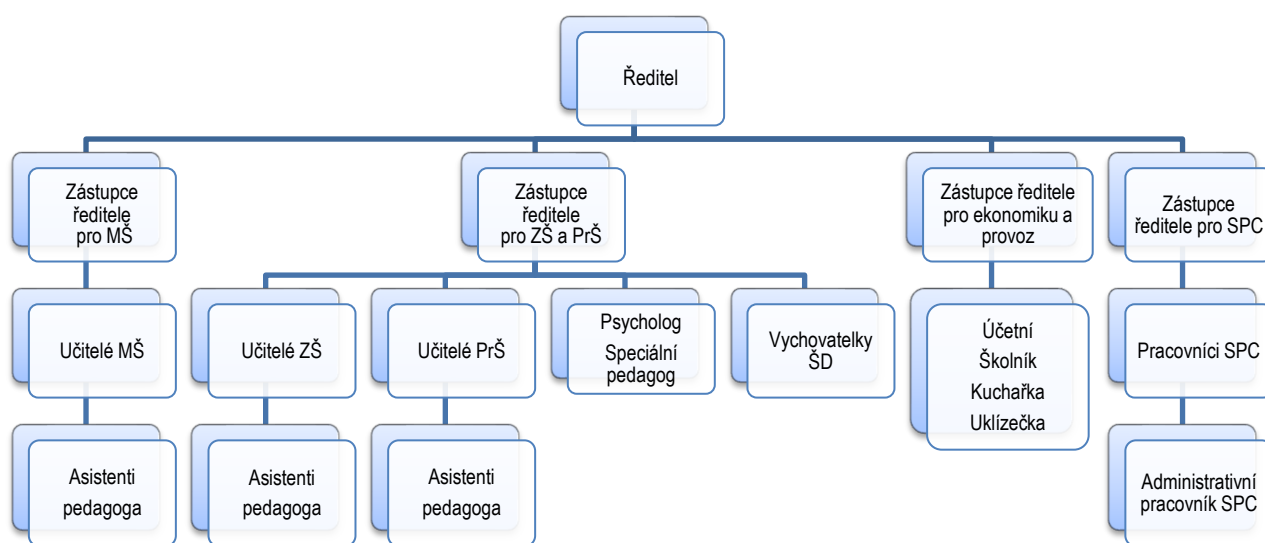 Ředitel
Zástupce
ředitele
pro MŠ
Zástupce
ředitele
pro ZŠ a PrŠ
Zástupce ředitele
pro ekonomiku a
provoz
Zástupce
ředitele pro SPC
Učitelé MŠ
Učitelé ZŠ
Učitelé PrŠ
Psycholog
Speciální
pedagog
Vychovatelky
ŠD
Účetní
Školník
Kuchařka
Uklízečka
Pracovníci SPC
Asistenti
pedagoga
Asistenti
pedagoga
Asistenti
pedagoga
Administrativní
pracovník SPC